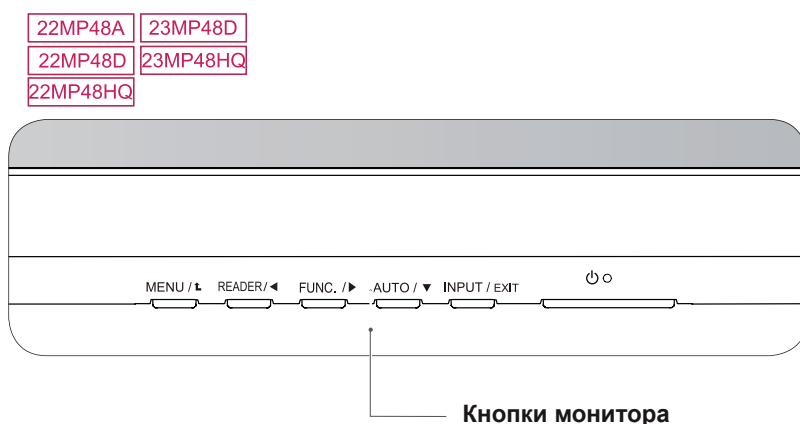 22MP48A 23MP48D
22MP48D 23MP48HQ
22MP48HQ
MENU / READER / ◀ FUNC. / ▶ AUTO / ▼ INPUT / EXIT
Кнопки монитора